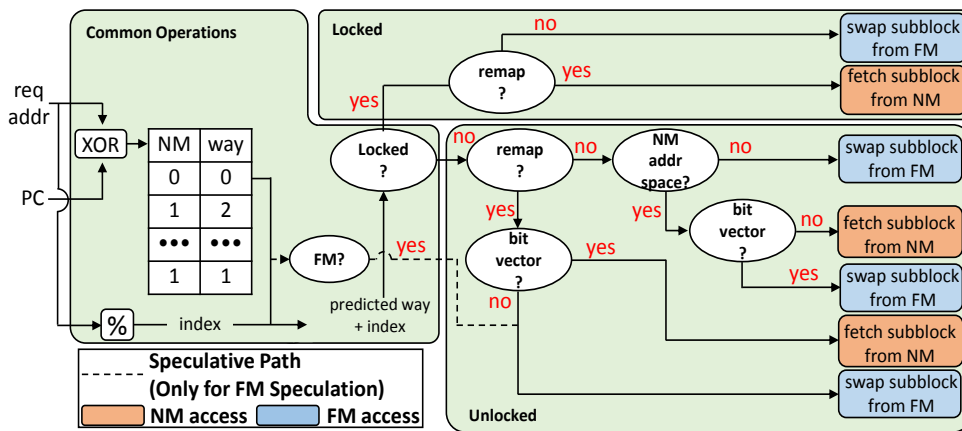 Common Operations
req
addr
XOR
PC
NM way
0 0
1 2
••• •••
1 1
FM?
yes
%
index
predicted way
+ index
Locked
?
yes
no
Locked
remap
?
no
yes
swap subblock
from FM
fetch subblock
from NM
remap
?
no
yes
NM
addr
space?
no
yes
swap subblock
from FM
bit
vector
?
yes
no
bit
vector
?
no
yes
fetch subblock
from NM
swap subblock
from FM
fetch subblock
from NM
swap subblock
from FM
Unlocked
Speculative Path
(Only for FM Speculation)
NM access FM access